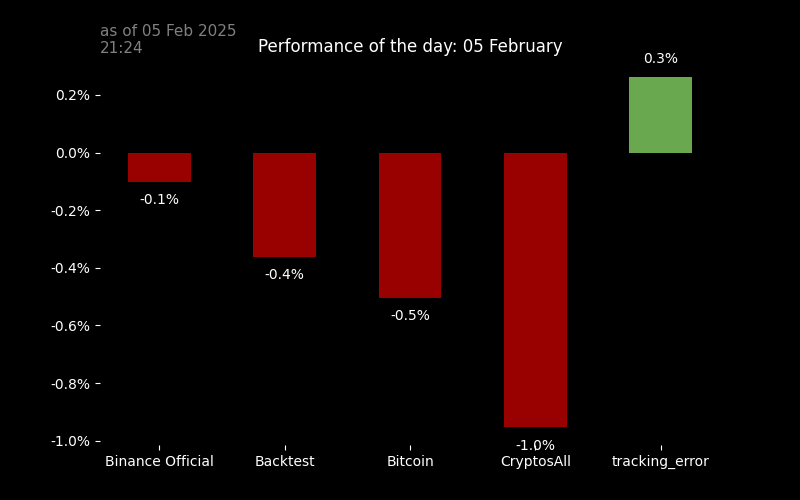 as of 05 Feb 2025
21:24
Performance of the day: 05 February
0.3%
0.2%
0.0%
-0.1%
-0.2%
-0.4%
-0.4%
-0.5%
-0.6%
-0.8%
-1.0%
-1.0%
Binance Official
Backtest
Bitcoin
CryptosAll
tracking_error